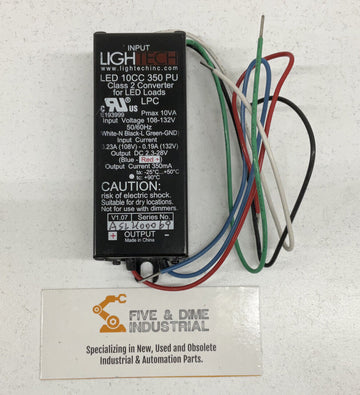 INPUT
LIGHTECH
www.lightechinc.com
LED 10CC 350 PU
Class 2 Converter
for LED Loads
c UL US LPC
E193999 Pmax 10VA
Input Voltage 108-132V
50/60Hz
White-N Black-L Green-GND
Input Current
0.23A (108V) - 0.19A (132V)
Output DC 2.3-28V
(Blue - Red +)
Output Current 350mA
ta: -25°C...+50°C
tc: +90°C
CAUTION:
risk of electric shock.
Suitable for dry locations.
Not for use with dimmers.
V1.07 Series No.
+ OUTPUT -
Made in China
FIVE & DIME
INDUSTRIAL
Specializing in New, Used and Obsolete
Industrial & Automation Parts.